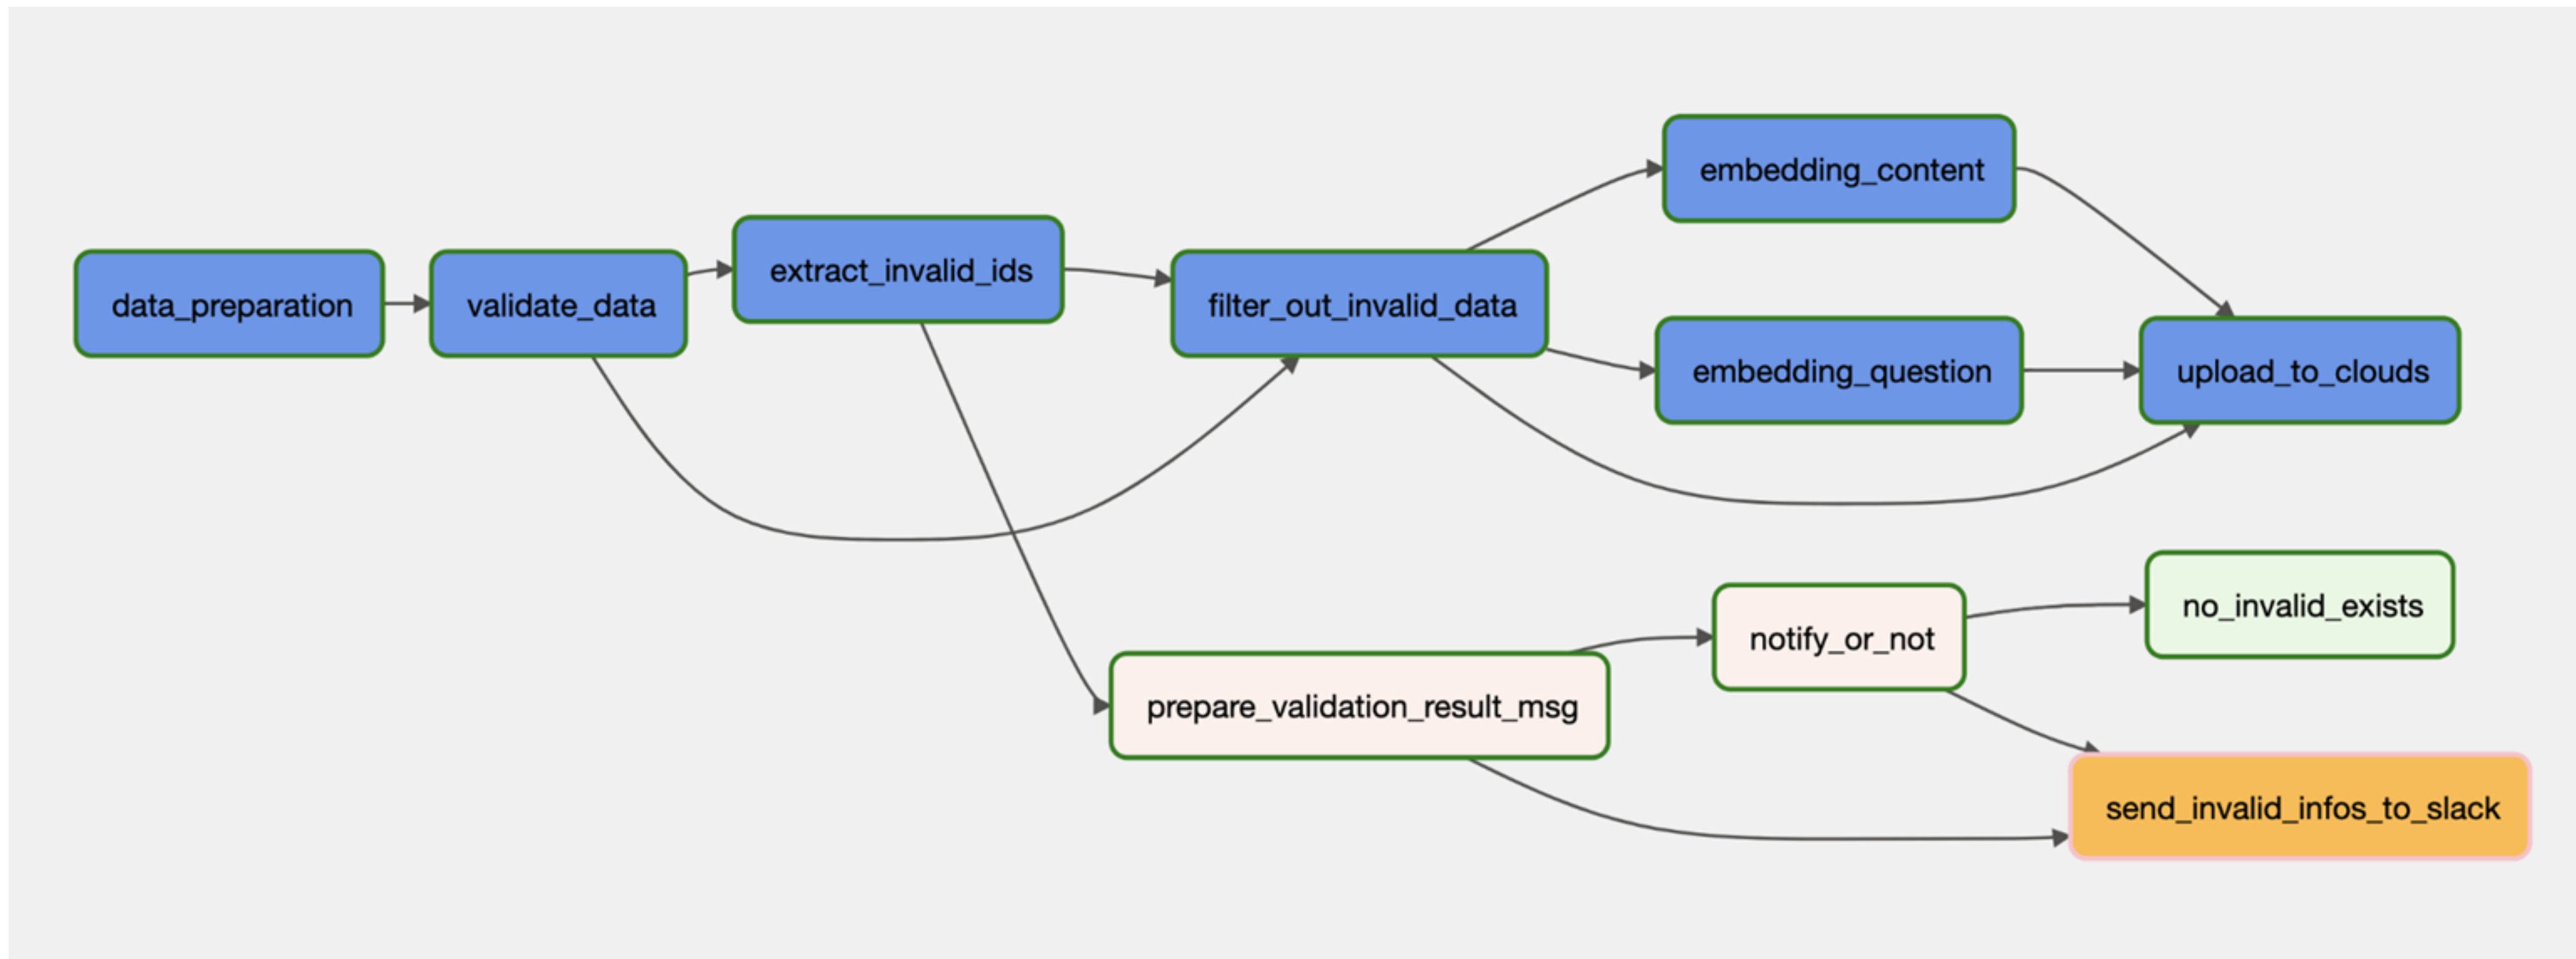 data_preparation
validate_data
extract_invalid_ids
filter_out_invalid_data
embedding_content
embedding_question
upload_to_clouds
prepare_validation_result_msg
notify_or_not
no_invalid_exists
send_invalid_infos_to_slack